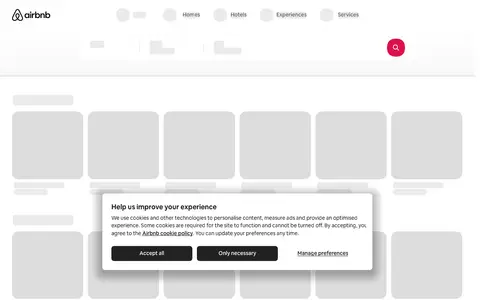 airbnb
Homes
Hotels
Experiences
Services
Help us improve your experience
We use cookies and other technologies to personalise content, measure ads and provide an optimised
experience. Some cookies are required for the site to function and cannot be turned off. By accepting, you
agree to the Airbnb cookie policy. You can update your preferences any time.
Accept all
Only necessary
Manage preferences